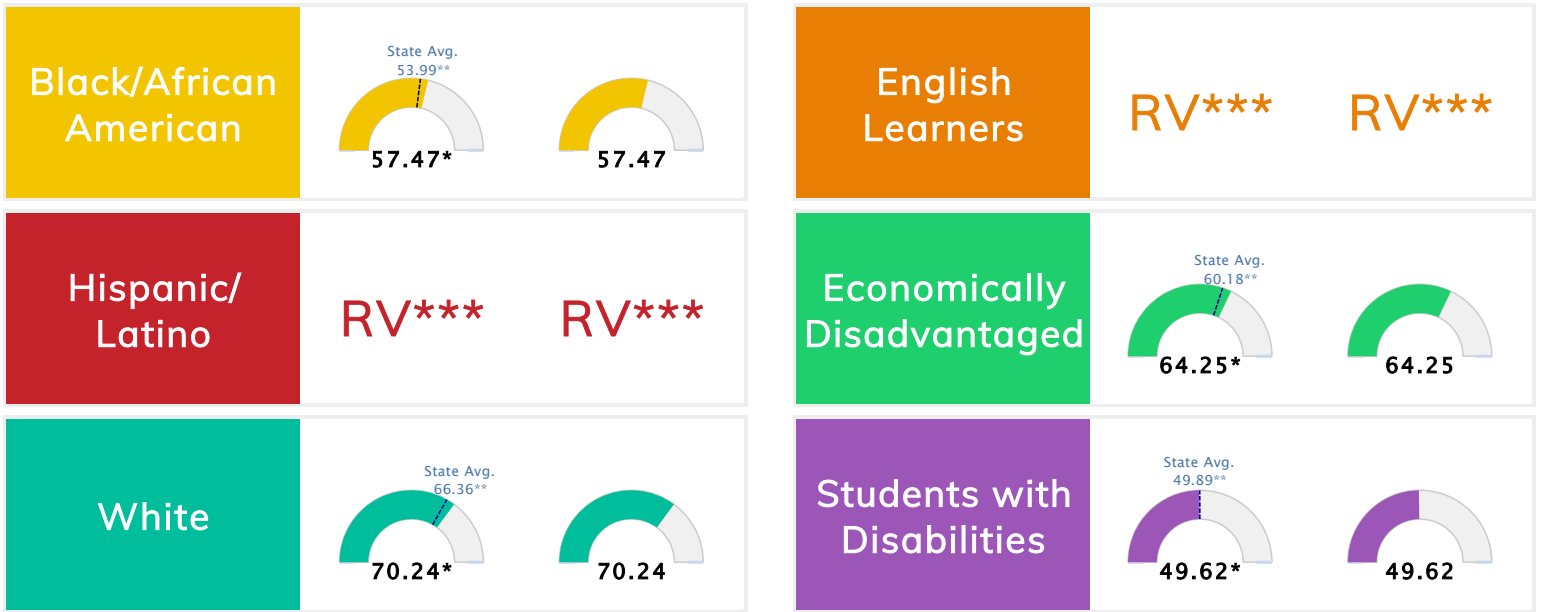 Black/African
American
State Avg.
53.99**
57.47*
57.47
English
Learners
RV***
RV***
Hispanic/
Latino
RV***
RV***
Economically
Disadvantaged
State Avg.
60.18**
64.25*
64.25
White
State Avg.
66.36**
70.24*
70.24
Students with
Disabilities
State Avg.
49.89**
49.62*
49.62